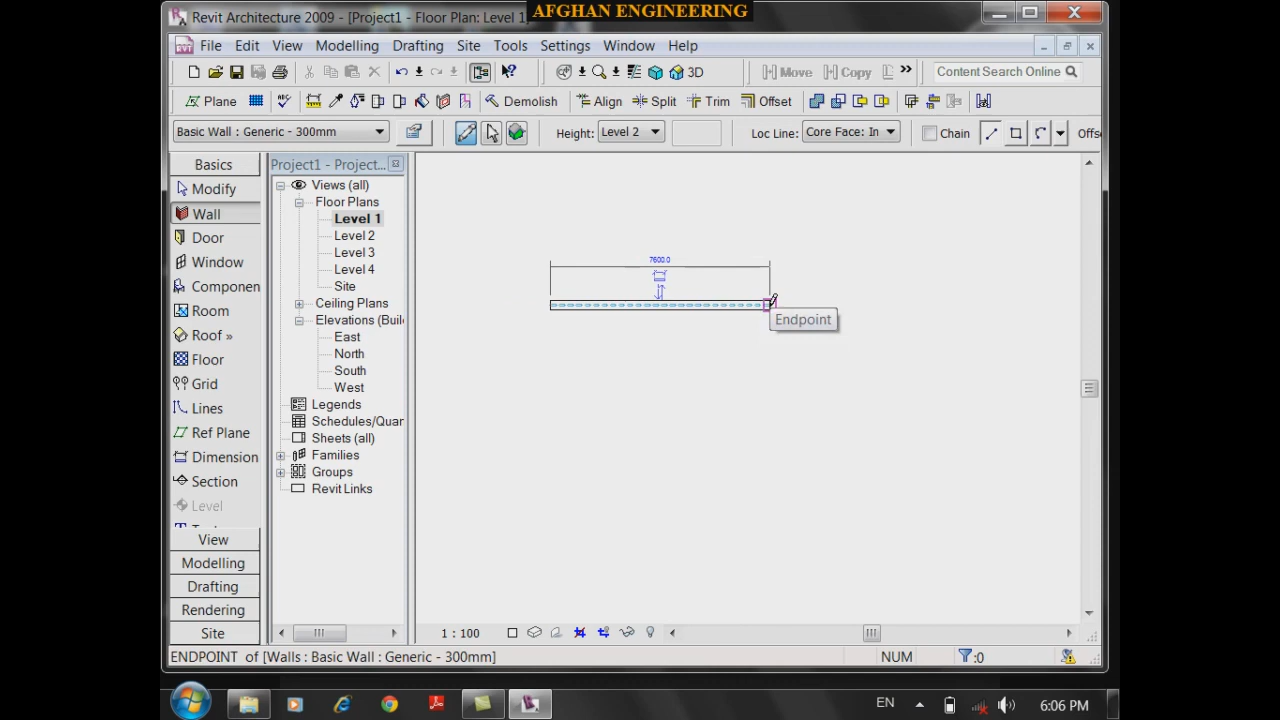 AFGHAN ENGINEERING
Revit Architecture 2009 - [Project1 - Floor Plan: Level 1]
File Edit View Modelling Drafting Site Tools Settings Window Help
3D Move Copy Content Search Online
Plane Demolish Align Split Trim Offset
Basic Wall : Generic - 300mm Height: Level 2 Loc Line: Core Face: In Chain Offs
Basics
Modify
Wall
Door
Window
Componen
Room
Roof »
Floor
Grid
Lines
Ref Plane
Dimension
Section
Level
View
Modelling
Drafting
Rendering
Site
Project1 - Project...
Views (all)
Floor Plans
Level 1
Level 2
Level 3
Level 4
Site
Ceiling Plans
Elevations (Buil
East
North
South
West
Legends
Schedules/Quan
Sheets (all)
Families
Groups
Revit Links
7600.0
Endpoint
1 : 100
ENDPOINT of [Walls : Basic Wall : Generic - 300mm] NUM :0
EN 6:06 PM